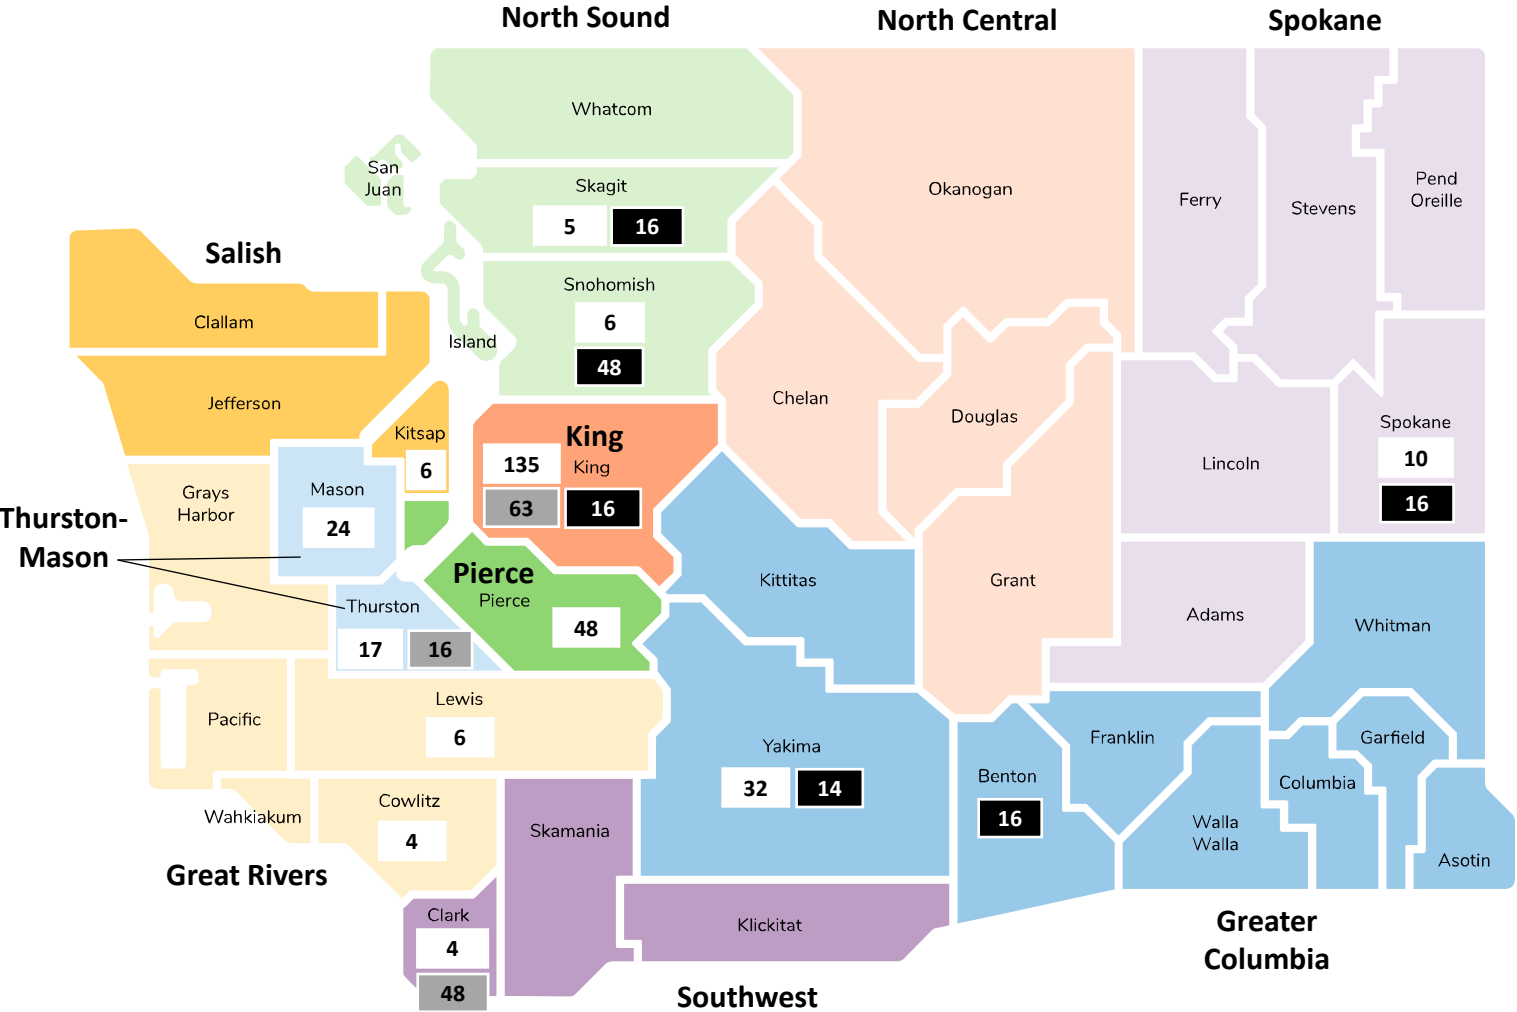 North Sound
North Central
Spokane
Whatcom
San
Juan
Skagit
5
16
Okanogan
Ferry
Stevens
Pend
Oreille
Salish
Clallam
Island
Snohomish
6
48
Jefferson
Kitsap
6
King
King
135
63
16
Chelan
Douglas
Lincoln
Spokane
10
16
Grays
Harbor
Mason
24
Thurston-
Mason
Thurston
17
16
Pierce
Pierce
48
Kittitas
Grant
Adams
Whitman
Pacific
Lewis
6
Yakima
32
14
Benton
16
Franklin
Walla
Walla
Columbia
Garfield
Asotin
Wahkiakum
Cowlitz
4
Skamania
Great Rivers
Clark
4
48
Klickitat
Southwest
Greater
Columbia